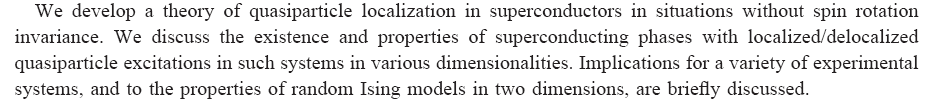 We develop a theory of quasiparticle localization in superconductors in situations without spin rotation
invariance. We discuss the existence and properties of superconducting phases with localized/delocalized
quasiparticle excitations in such systems in various dimensionalities. Implications for a variety of experimental
systems, and to the properties of random Ising models in two dimensions, are briefly discussed.